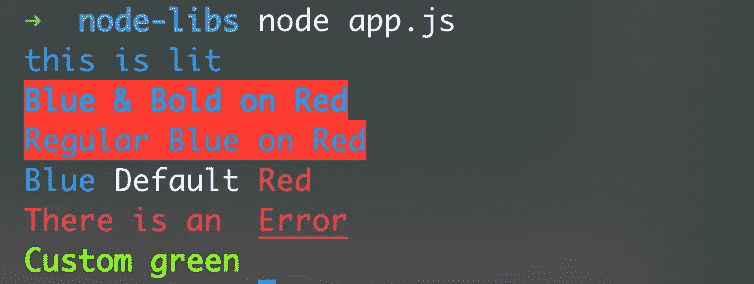 → node-libs node app.js
this is lit
Blue & Bold on Red
Regular Blue on Red
Blue Default Red
There is an Error
Custom green